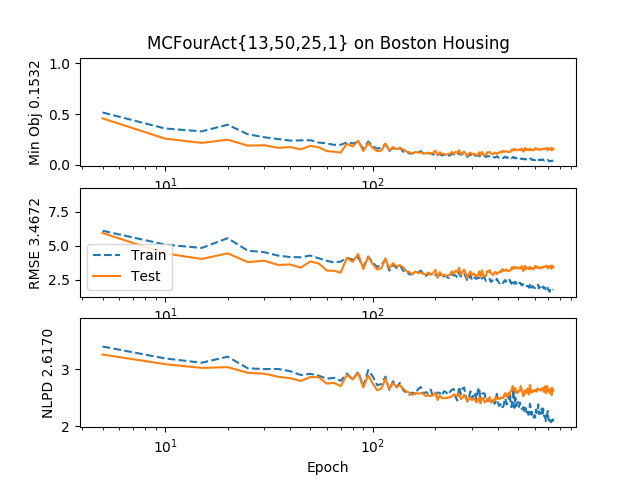 MCFourAct{13,50,25,1} on Boston Housing
Min Obj 0.1532
1.0
0.5
0.0
10¹
10²
RMSE 3.4672
7.5
5.0
2.5
Train
Test
10¹
10²
NLPD 2.6170
3
2
10¹
10²
Epoch